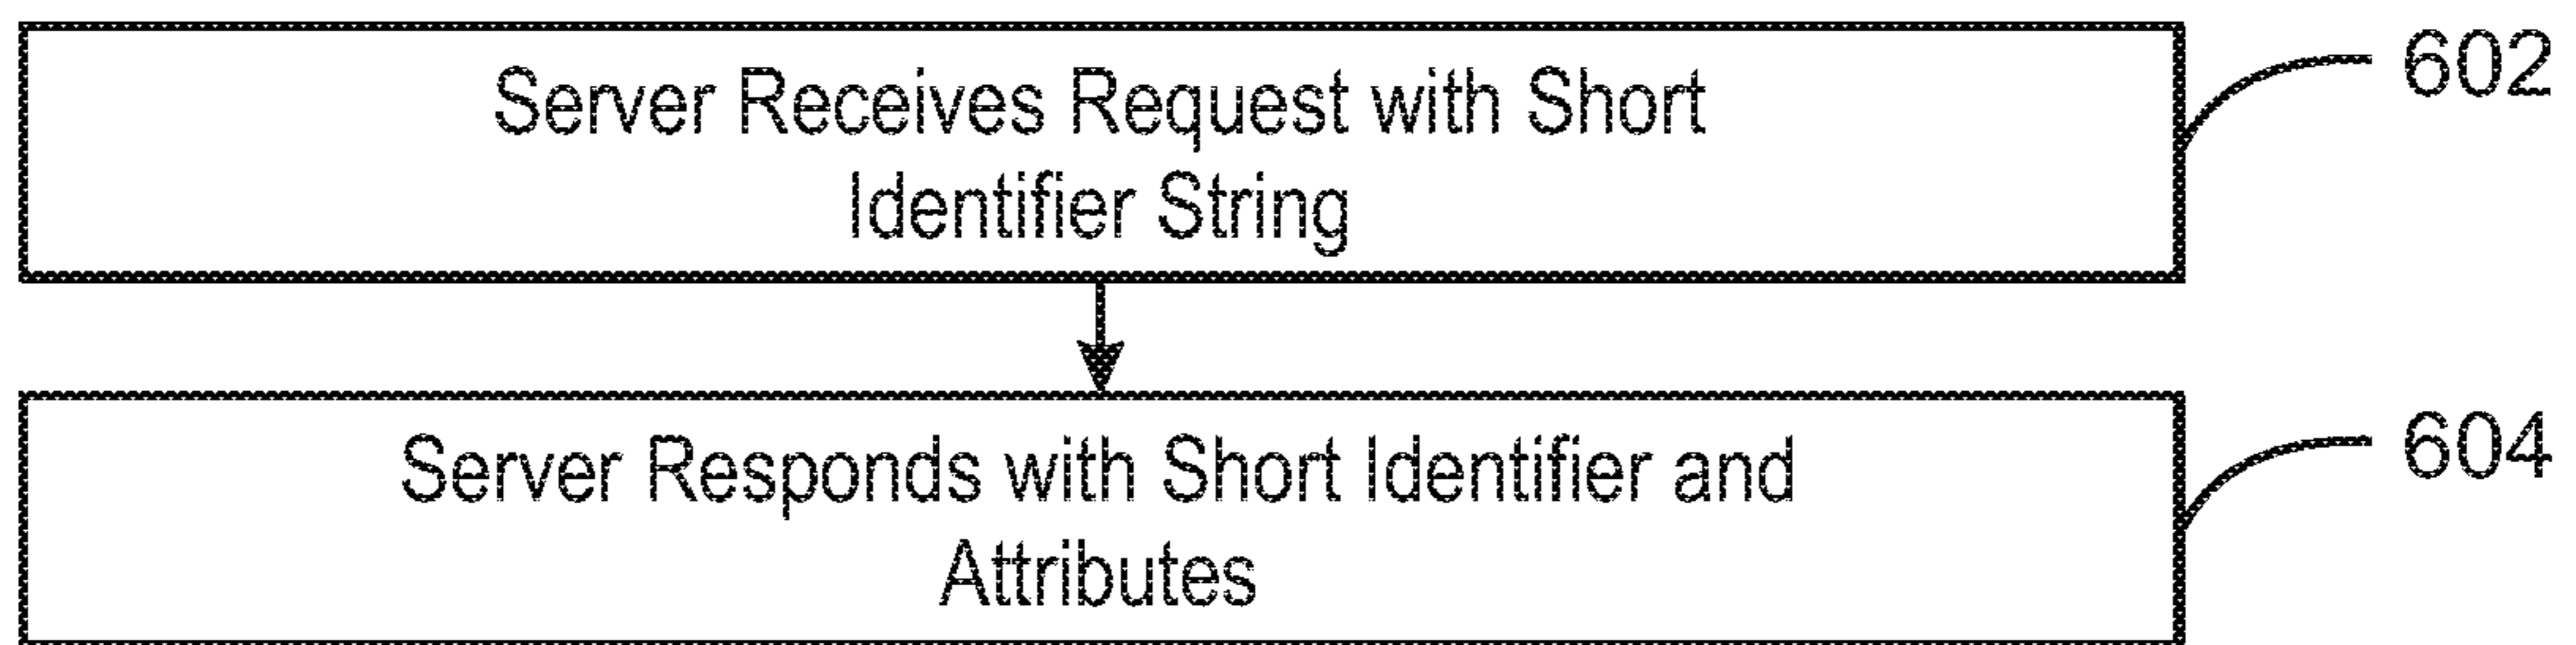 Server Receives Request with Short
Identifier String
602
Server Responds with Short Identifier and
Attributes
604